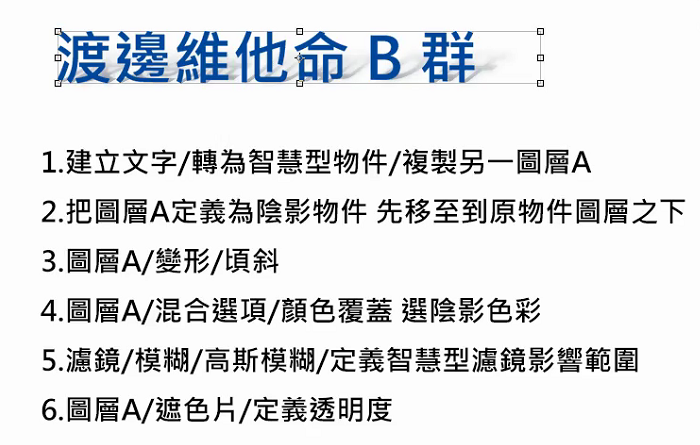 渡邊維他命 B 群
1.建立文字/轉為智慧型物件/複製另一圖層A
2.把圖層A定義為陰影物件 先移至到原物件圖層之下
3.圖層A/變形/頃斜
4.圖層A/混合選項/顏色覆蓋 選陰影色彩
5.濾鏡/模糊/高斯模糊/定義智慧型濾鏡影響範圍
6.圖層A/遮色片/定義透明度